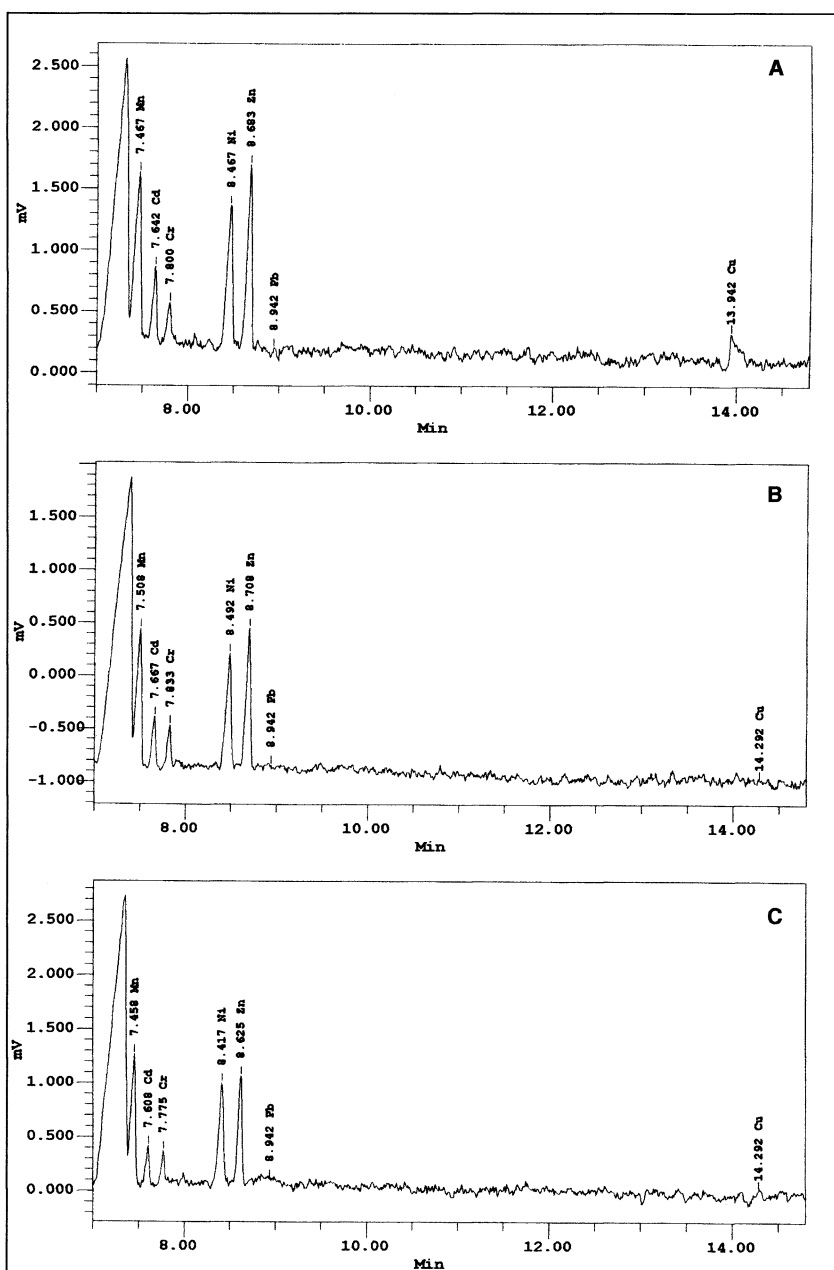 A
2.500
2.000
1.500
1.000
0.500
0.000
mV
7.467 Mn
7.642 Cd
7.800 Cr
8.467 Ni
8.683 Zn
8.942 Pb
13.942 Cu
8.00
10.00
12.00
14.00
Min
B
1.500
1.000
0.500
0.000
-0.500
-1.000
mV
7.508 Mn
7.667 Cd
7.833 Cr
8.492 Ni
8.708 Zn
8.942 Pb
14.292 Cu
8.00
10.00
12.00
14.00
Min
C
2.500
2.000
1.500
1.000
0.500
0.000
mV
7.458 Mn
7.608 Cd
7.775 Cr
8.417 Ni
8.625 Zn
8.942 Pb
14.292 Cu
8.00
10.00
12.00
14.00
Min